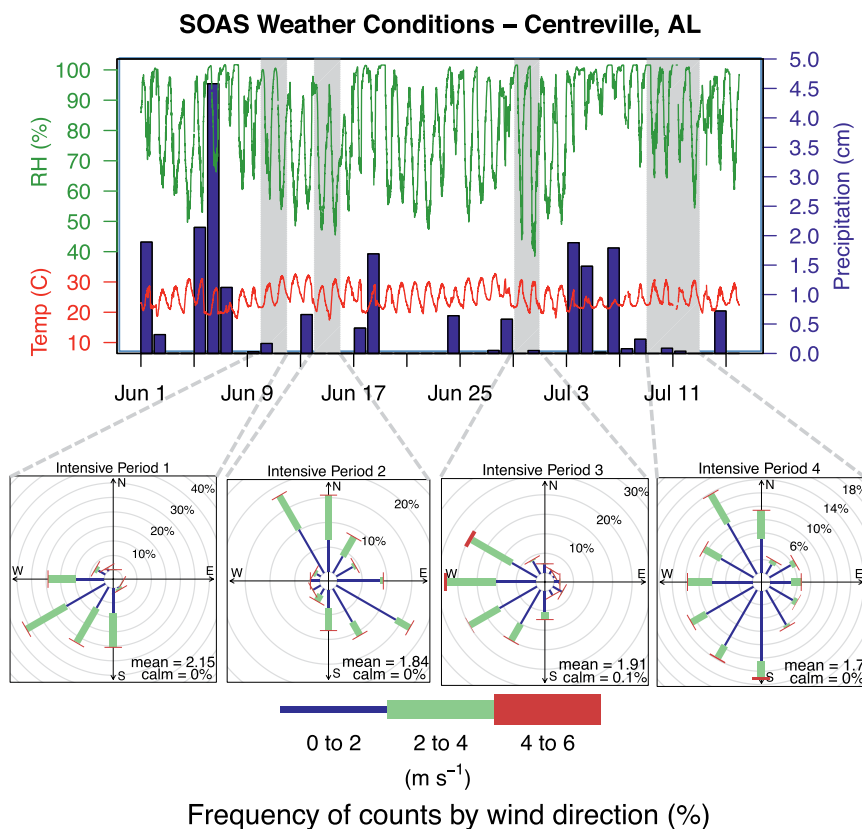 SOAS Weather Conditions – Centreville, AL
RH (%)
100
90
80
70
60
50
40
Temp (C)
30
20
10
Precipitation (cm)
5.0
4.5
4.0
3.5
3.0
2.5
2.0
1.5
1.0
0.5
0.0
Jun 1 Jun 9 Jun 17 Jun 25 Jul 3 Jul 11
Intensive Period 1
N
40%
30%
20%
10%
W E
mean = 2.15
S calm = 0%
Intensive Period 2
N
20%
10%
W E
mean = 1.84
S calm = 0%
Intensive Period 3
N
30%
20%
10%
W E
mean = 1.91
S calm = 0.1%
Intensive Period 4
N
18%
14%
10%
6%
W E
mean = 1.7
S calm = 0%
0 to 2 2 to 4 4 to 6
(m s⁻¹)
Frequency of counts by wind direction (%)